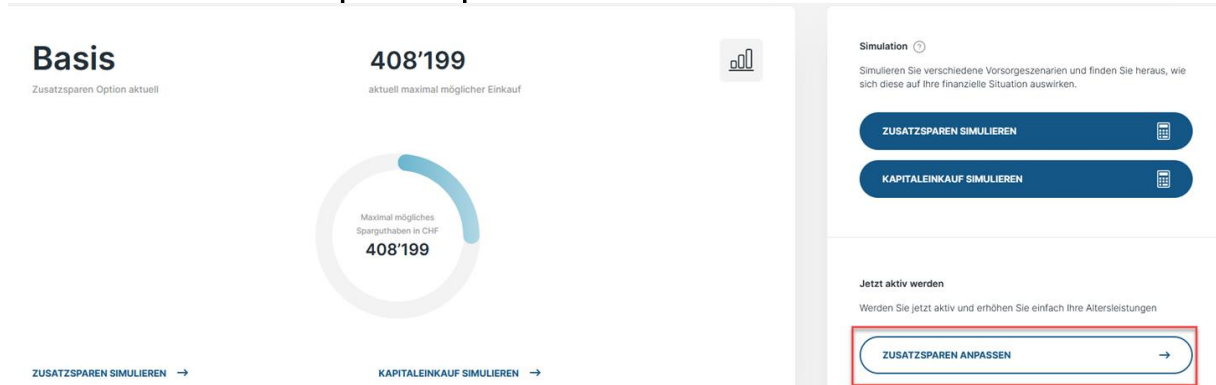 Basis
Zusatzsparen Option aktuell
408'199
aktuell maximal möglicher Einkauf
Maximal mögliches
Sparguthaben in CHF
408'199
ZUSATZSPAREN SIMULIEREN →
KAPITALEINKAUF SIMULIEREN →
Simulation ?
Simulieren Sie verschiedene Vorsorgeszenarien und finden Sie heraus, wie
sich diese auf Ihre finanzielle Situation auswirken.
ZUSATZSPAREN SIMULIEREN
KAPITALEINKAUF SIMULIEREN
Jetzt aktiv werden
Werden Sie jetzt aktiv und erhöhen Sie einfach Ihre Altersleistungen
ZUSATZSPAREN ANPASSEN →